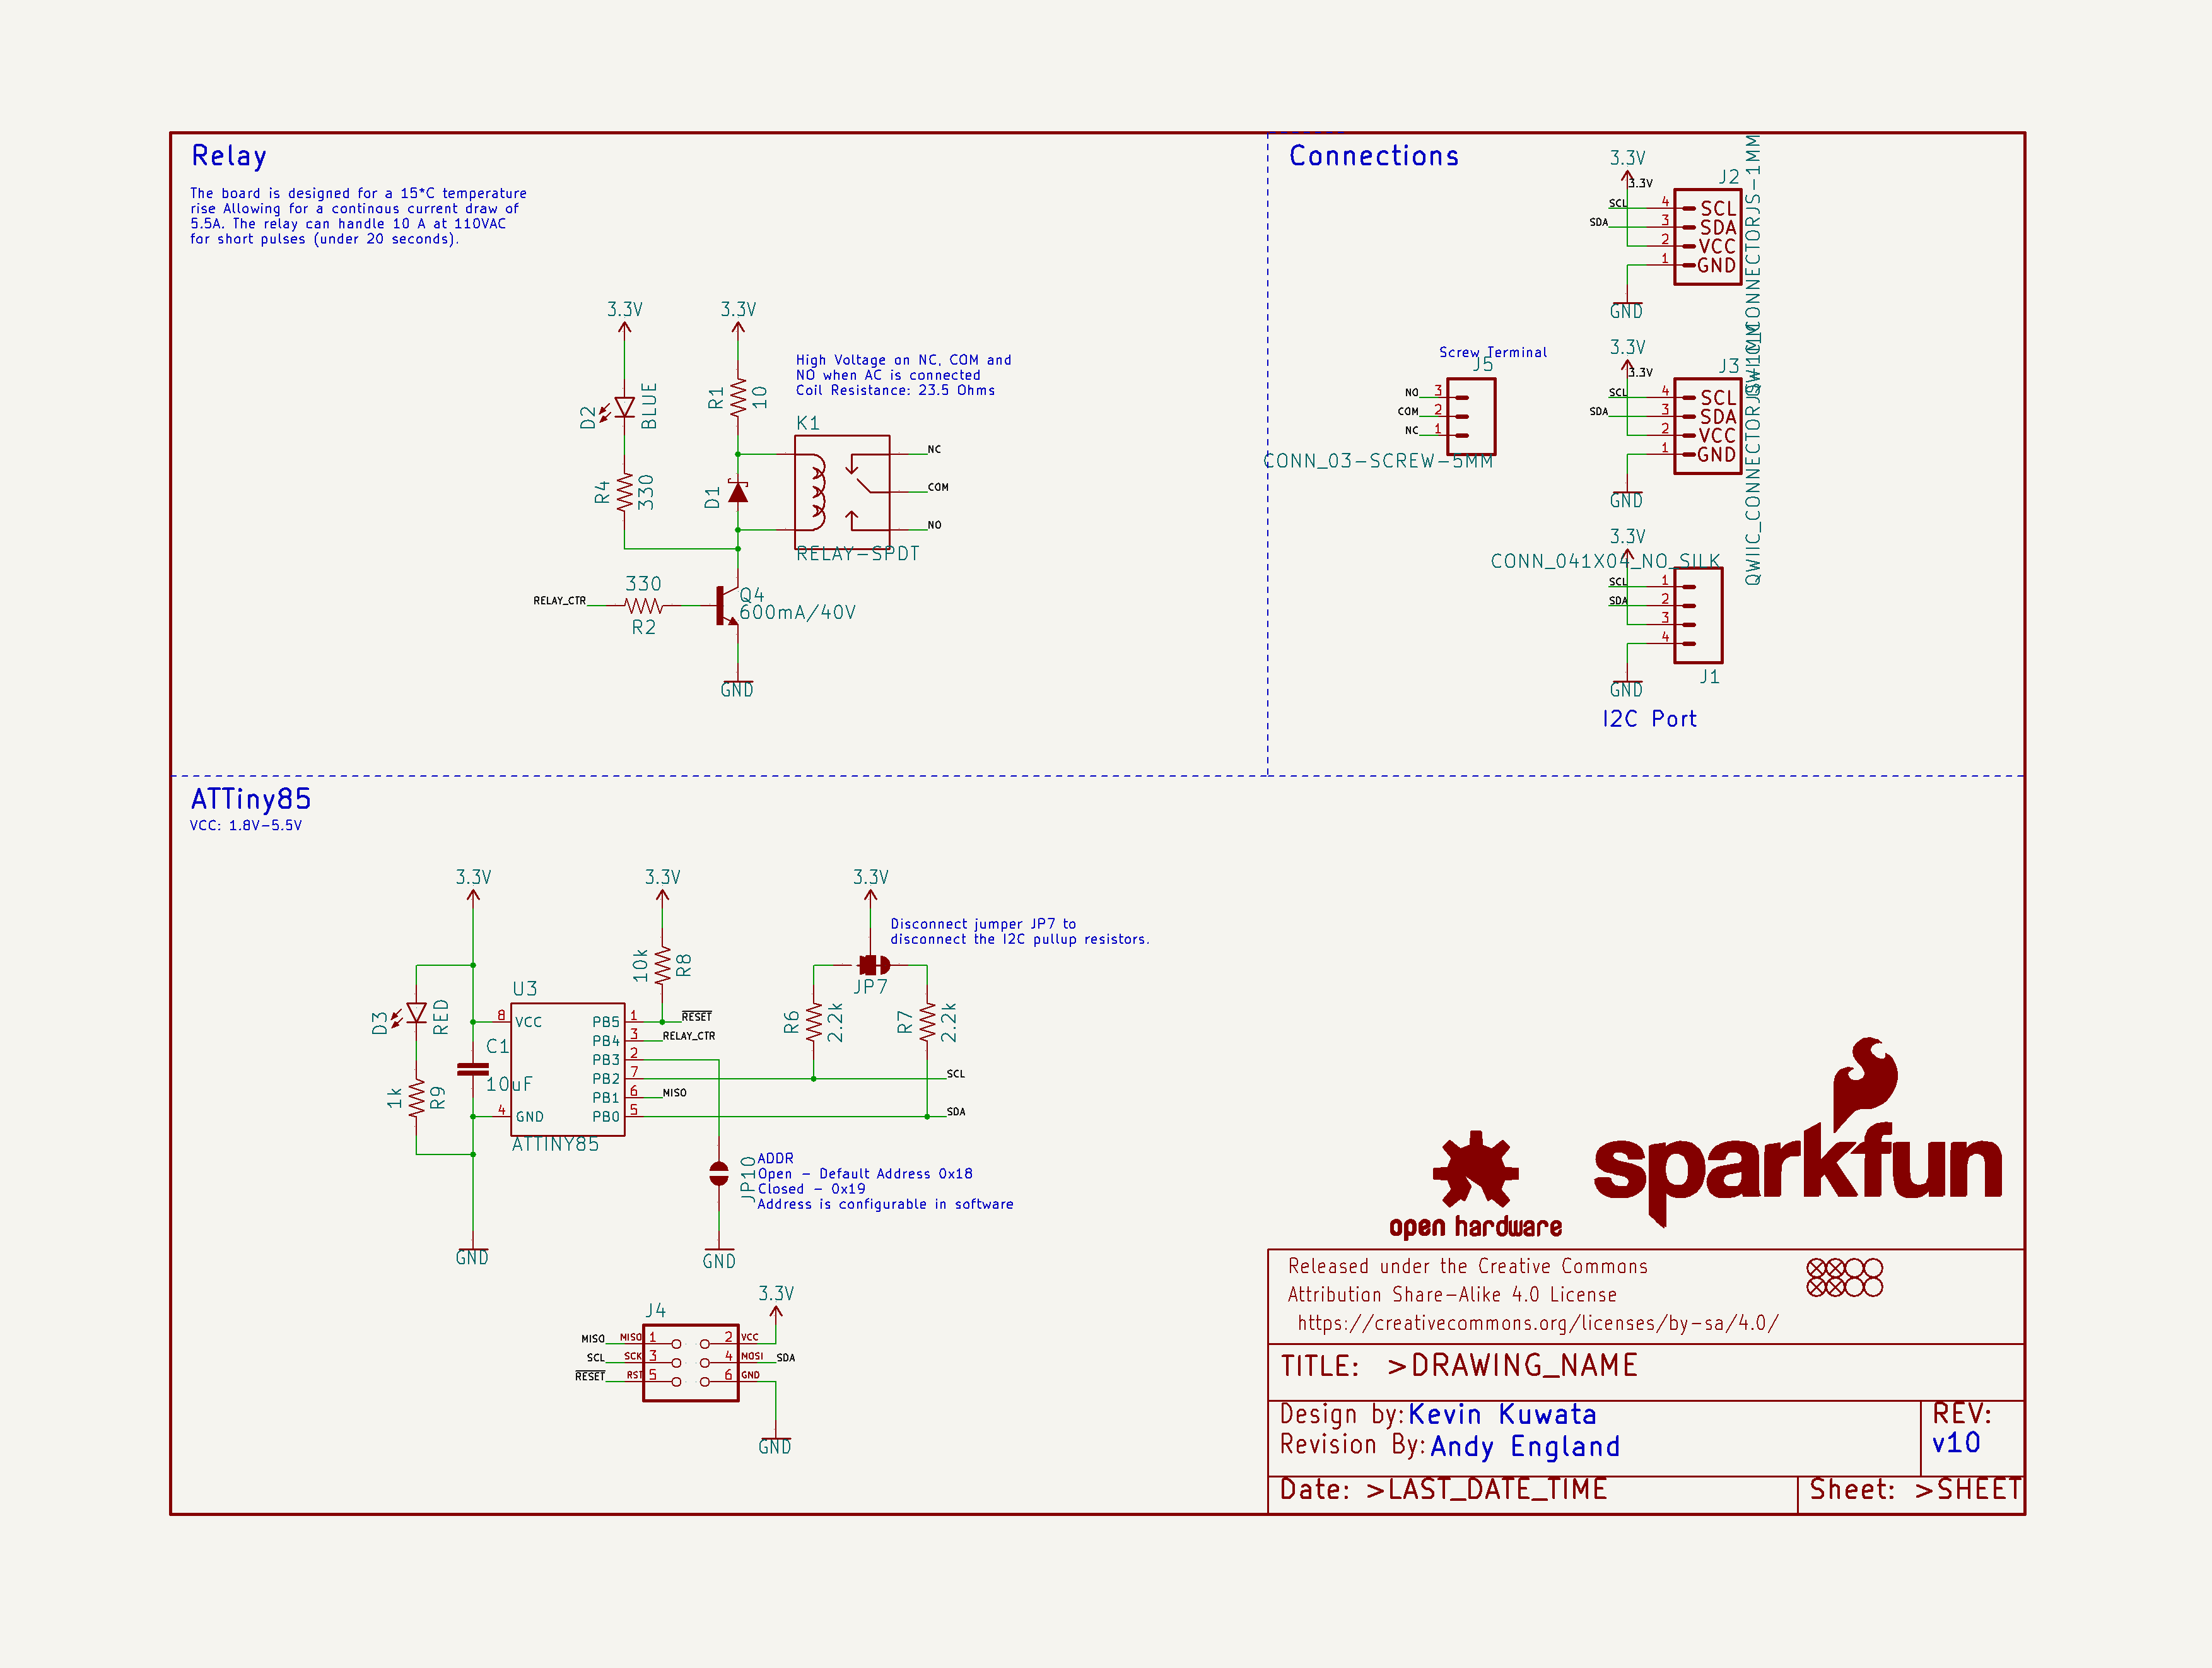 Relay
The board is designed for a 15*C temperature
rise Allowing for a continous current draw of
5.5A. The relay can handle 10 A at 110VAC
for short pulses (under 20 seconds).
3.3V
3.3V
High Voltage on NC, COM and
NO when AC is connected
Coil Resistance: 23.5 Ohms
D2
BLUE
R1
10
K1
NC
COM
NO
RELAY-SPDT
R4
330
D1
330
RELAY_CTR
R2
Q4
600mA/40V
GND
Connections
3.3V
3.3V
J2
SCL
SDA
4
3
2
1
SCL
SDA
VCC
GND
GND
QWIIC_CONNECTORJS-1MM
Screw Terminal
J5
NO
COM
NC
3
2
1
CONN_03-SCREW-5MM
3.3V
3.3V
J3
SCL
SDA
4
3
2
1
SCL
SDA
VCC
GND
GND
QWIIC_CONNECTORJS-1MM
3.3V
CONN_041X04_NO_SILK
SCL
SDA
1
2
3
4
GND
J1
I2C Port
ATTiny85
VCC: 1.8V-5.5V
3.3V
3.3V
3.3V
Disconnect jumper JP7 to
disconnect the I2C pullup resistors.
JP7
10k
R8
D3
RED
U3
C1
10uF
1k
R9
8
VCC
4
GND
PB5
1
RESET
PB4
3
RELAY_CTR
PB3
2
PB2
7
SCL
PB1
6
MISO
PB0
5
SDA
ATTINY85
R6
2.2k
R7
2.2k
JP10
ADDR
Open - Default Address 0x18
Closed - 0x19
Address is configurable in software
GND
GND
3.3V
J4
MISO
MISO
1
2
VCC
SCL
SCK
3
4
MOSI
SDA
RESET
RST
5
6
GND
GND
open hardware
sparkfun
Released under the Creative Commons
Attribution Share-Alike 4.0 License
https://creativecommons.org/licenses/by-sa/4.0/
TITLE: >DRAWING_NAME
Design by: Kevin Kuwata
Revision By: Andy England
REV:
v10
Date: >LAST_DATE_TIME
Sheet: >SHEET